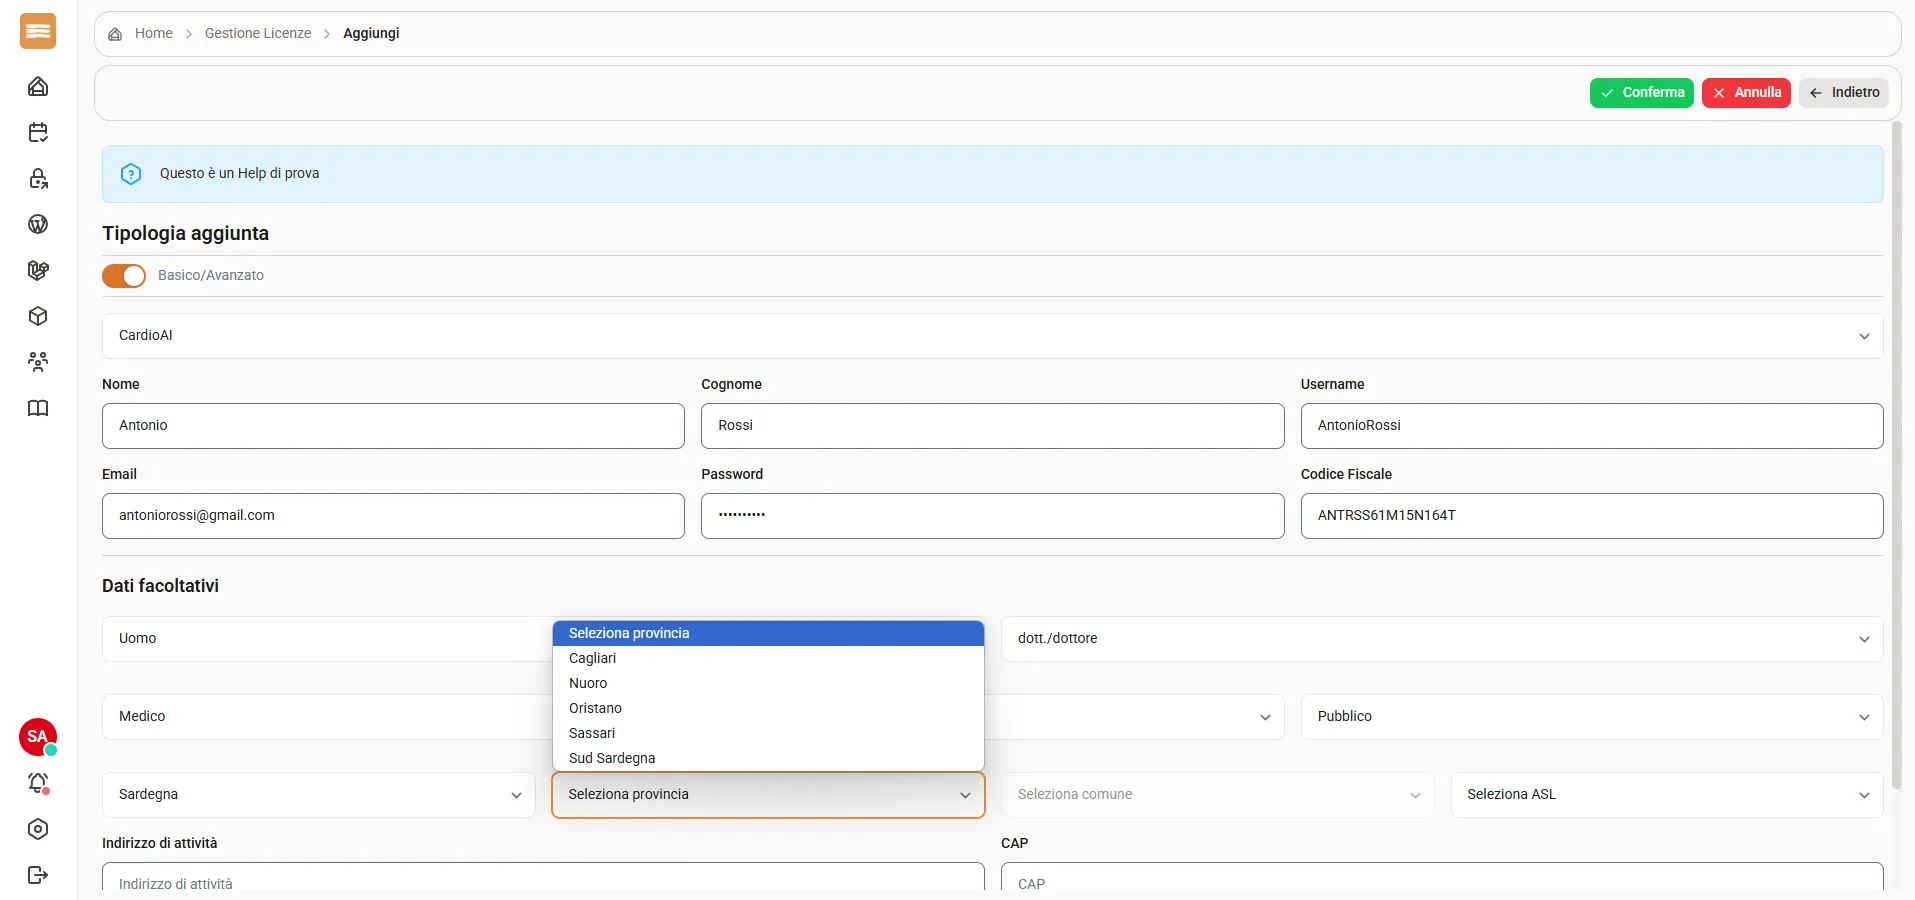 Home > Gestione Licenze > Aggiungi
Conferma Annulla Indietro
Questo è un Help di prova
Tipologia aggiunta
Basico/Avanzato
CardioAI
Nome Cognome Username
Antonio Rossi AntonioRossi
Email Password Codice Fiscale
antoniorossi@gmail.com •••••••••• ANTRSS61M15N164T
Dati facoltativi
Uomo dott./dottore
Seleziona provincia
Cagliari
Nuoro
Oristano
Sassari
Sud Sardegna
Medico Pubblico
Sardegna Seleziona provincia Seleziona comune Seleziona ASL
Indirizzo di attività CAP
Indirizzo di attività CAP
SA